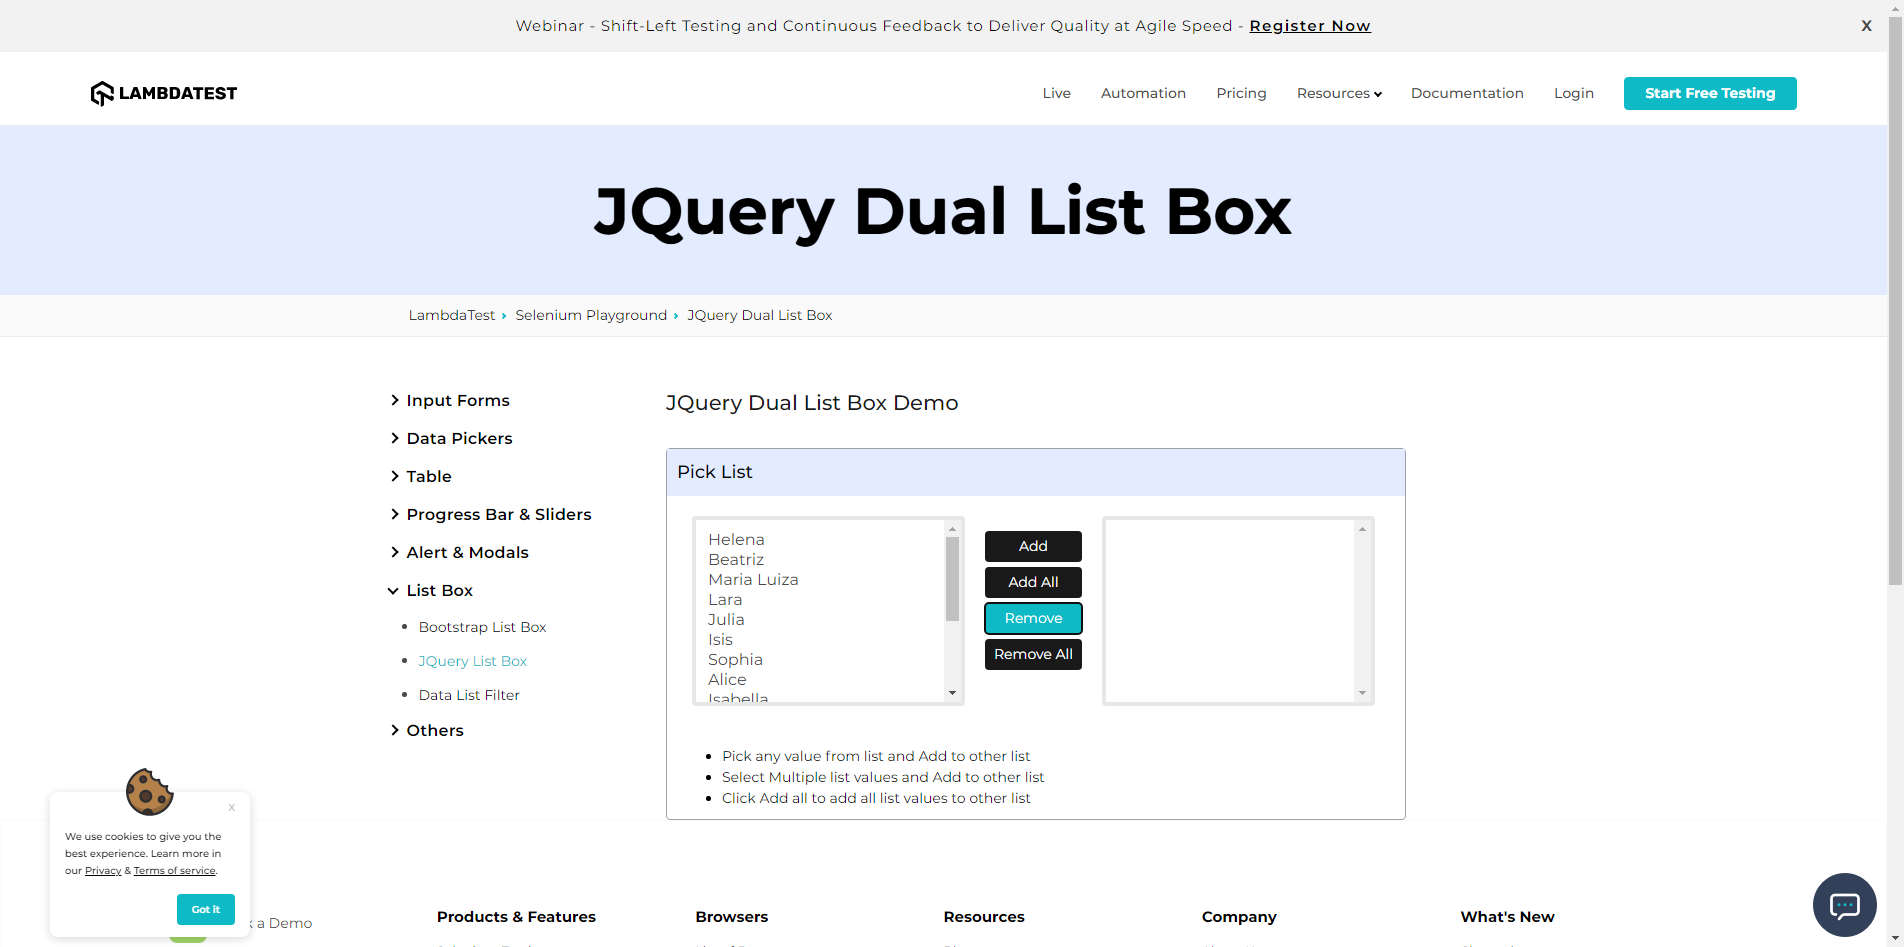 Webinar - Shift-Left Testing and Continuous Feedback to Deliver Quality at Agile Speed - Register Now
X
LAMBDATEST
Live
Automation
Pricing
Resources
Documentation
Login
Start Free Testing
JQuery Dual List Box
LambdaTest › Selenium Playground › JQuery Dual List Box
Input Forms
Data Pickers
Table
Progress Bar & Sliders
Alert & Modals
List Box
Bootstrap List Box
JQuery List Box
Data List Filter
Others
JQuery Dual List Box Demo
Pick List
Helena
Beatriz
Maria Luiza
Lara
Julia
Isis
Sophia
Alice
Isabella
Add
Add All
Remove
Remove All
Pick any value from list and Add to other list
Select Multiple list values and Add to other list
Click Add all to add all list values to other list
x
We use cookies to give you the
best experience. Learn more in
our Privacy & Terms of service.
Got it
a Demo
Products & Features
Browsers
Resources
Company
What's New